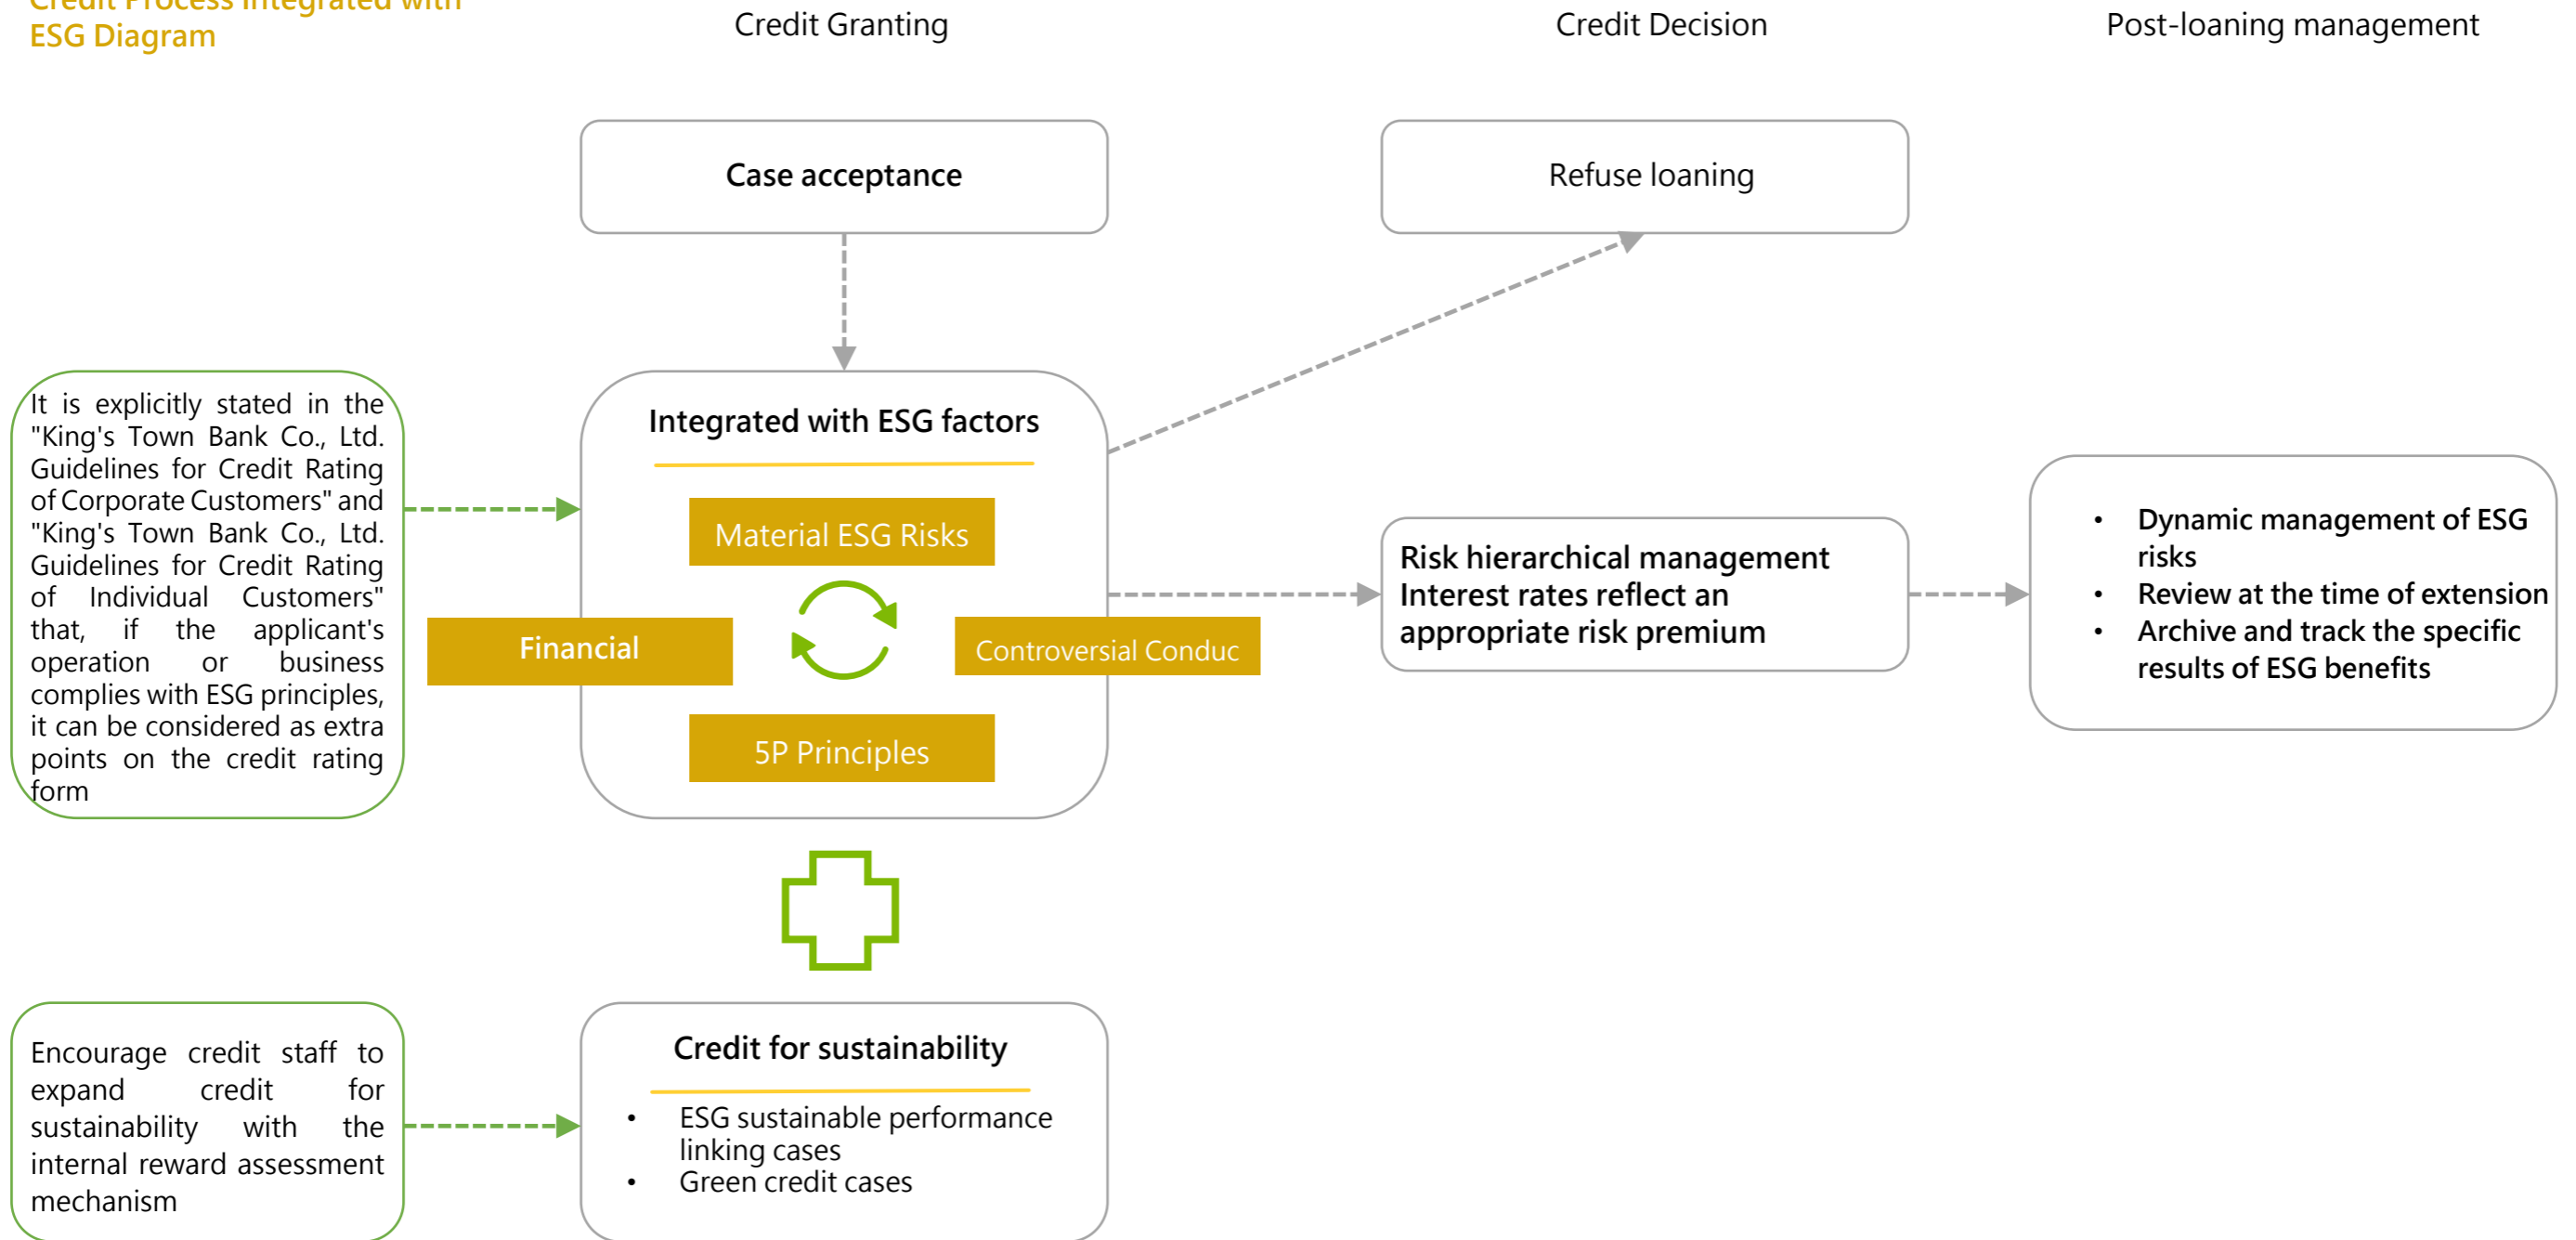 Credit Process Integrated with
ESG Diagram
Credit Granting
Credit Decision
Post-loaning management
Case acceptance
Refuse loaning
It is explicitly stated in the
"King's Town Bank Co., Ltd.
Guidelines for Credit Rating
of Corporate Customers" and
"King's Town Bank Co., Ltd.
Guidelines for Credit Rating
of Individual Customers"
that, if the applicant's
operation or business
complies with ESG principles,
it can be considered as extra
points on the credit rating
form
Integrated with ESG factors
Material ESG Risks
Financial
Controversial Conduc
5P Principles
Risk hierarchical management
Interest rates reflect an
appropriate risk premium
• Dynamic management of ESG
risks
• Review at the time of extension
• Archive and track the specific
results of ESG benefits
Encourage credit staff to
expand credit for
sustainability with the
internal reward assessment
mechanism
Credit for sustainability
• ESG sustainable performance
linking cases
• Green credit cases